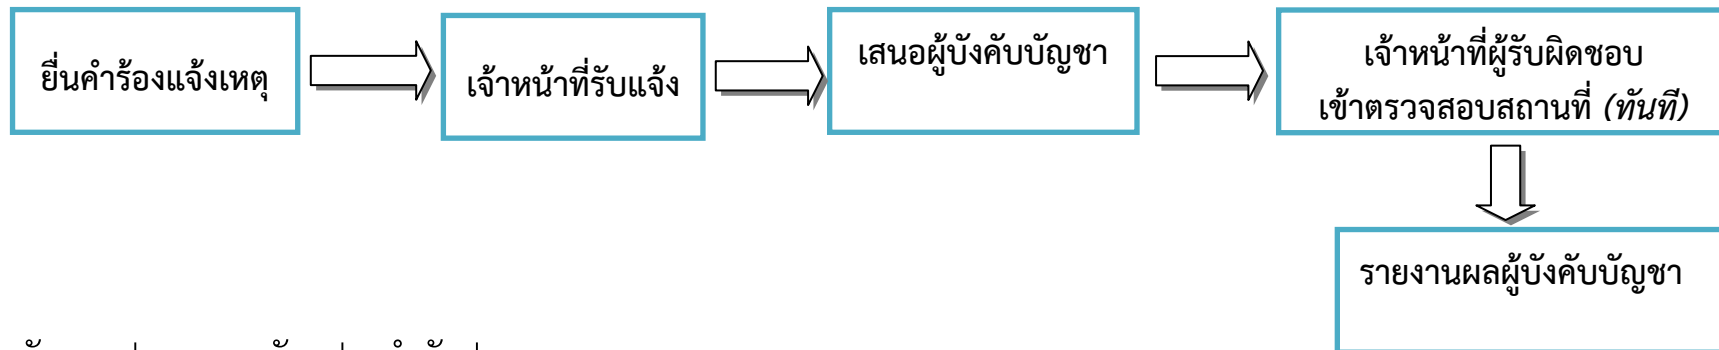 ยื่นคำร้องแจ้งเหตุ
เจ้าหน้าที่รับแจ้ง
เสนอผู้บังคับบัญชา
เจ้าหน้าที่ผู้รับผิดชอบ
เข้าตรวจสอบสถานที่ (ทันที)
รายงานผลผู้บังคับบัญชา